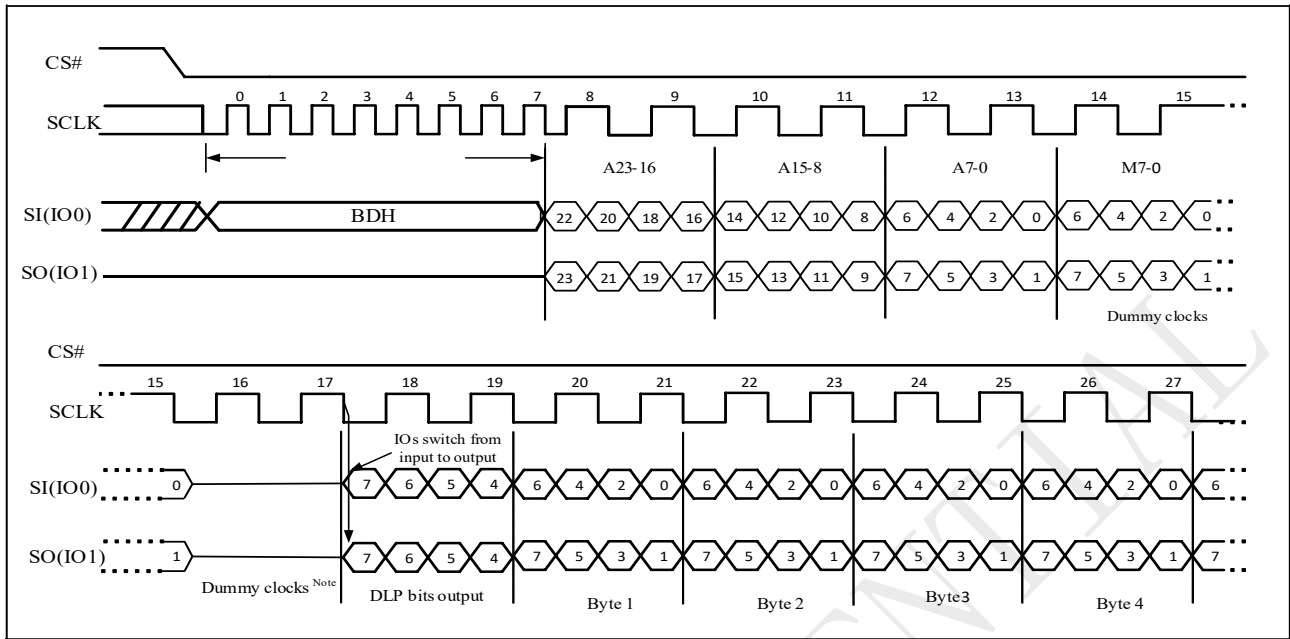 CS#
0 1 2 3 4 5 6 7 8 9 10 11 12 13 14 15
SCLK
A23-16 A15-8 A7-0 M7-0
SI(IO0) BDH 22 20 18 16 14 12 10 8 6 4 2 0 6 4 2 0
SO(IO1) 23 21 19 17 15 13 11 9 7 5 3 1 7 5 3 1
Dummy clocks
CS#
15 16 17 18 19 20 21 22 23 24 25 26 27
SCLK
IOs switch from
input to output
SI(IO0) 0 7 6 5 4 6 4 2 0 6 4 2 0 6 4 2 0 6 4 2 0 6
SO(IO1) 1 7 6 5 4 7 5 3 1 7 5 3 1 7 5 3 1 7 5 3 1 7
Dummy clocks Note DLP bits output Byte 1 Byte 2 Byte3 Byte 4